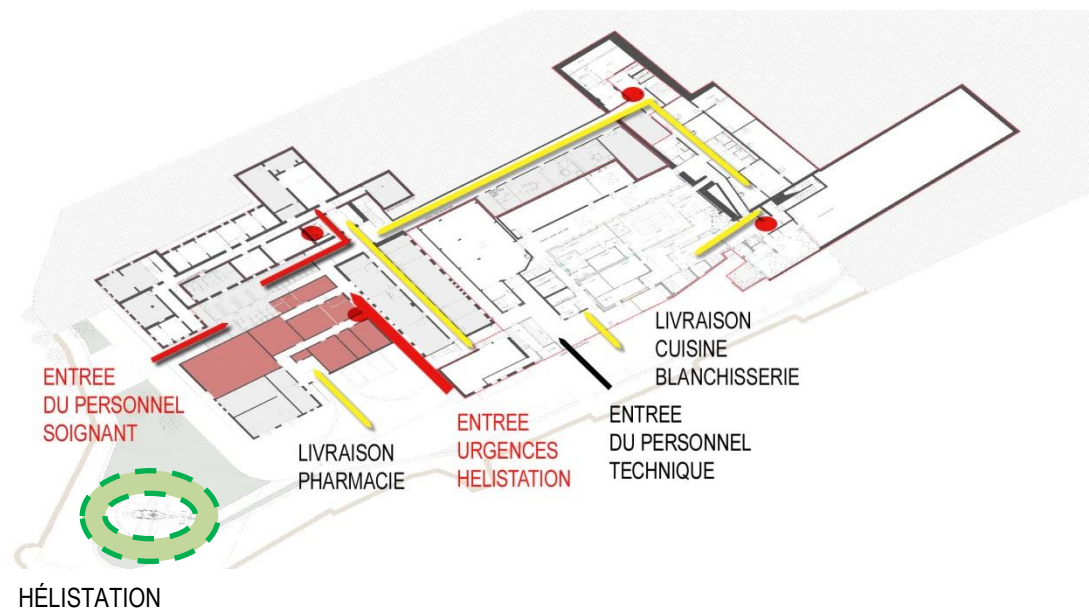 ENTREE
DU PERSONNEL
SOIGNANT
LIVRAISON
PHARMACIE
ENTREE
URGENCES
HELISTATION
ENTREE
DU PERSONNEL
TECHNIQUE
LIVRAISON
CUISINE
BLANCHISSERIE
HÉLISTATION